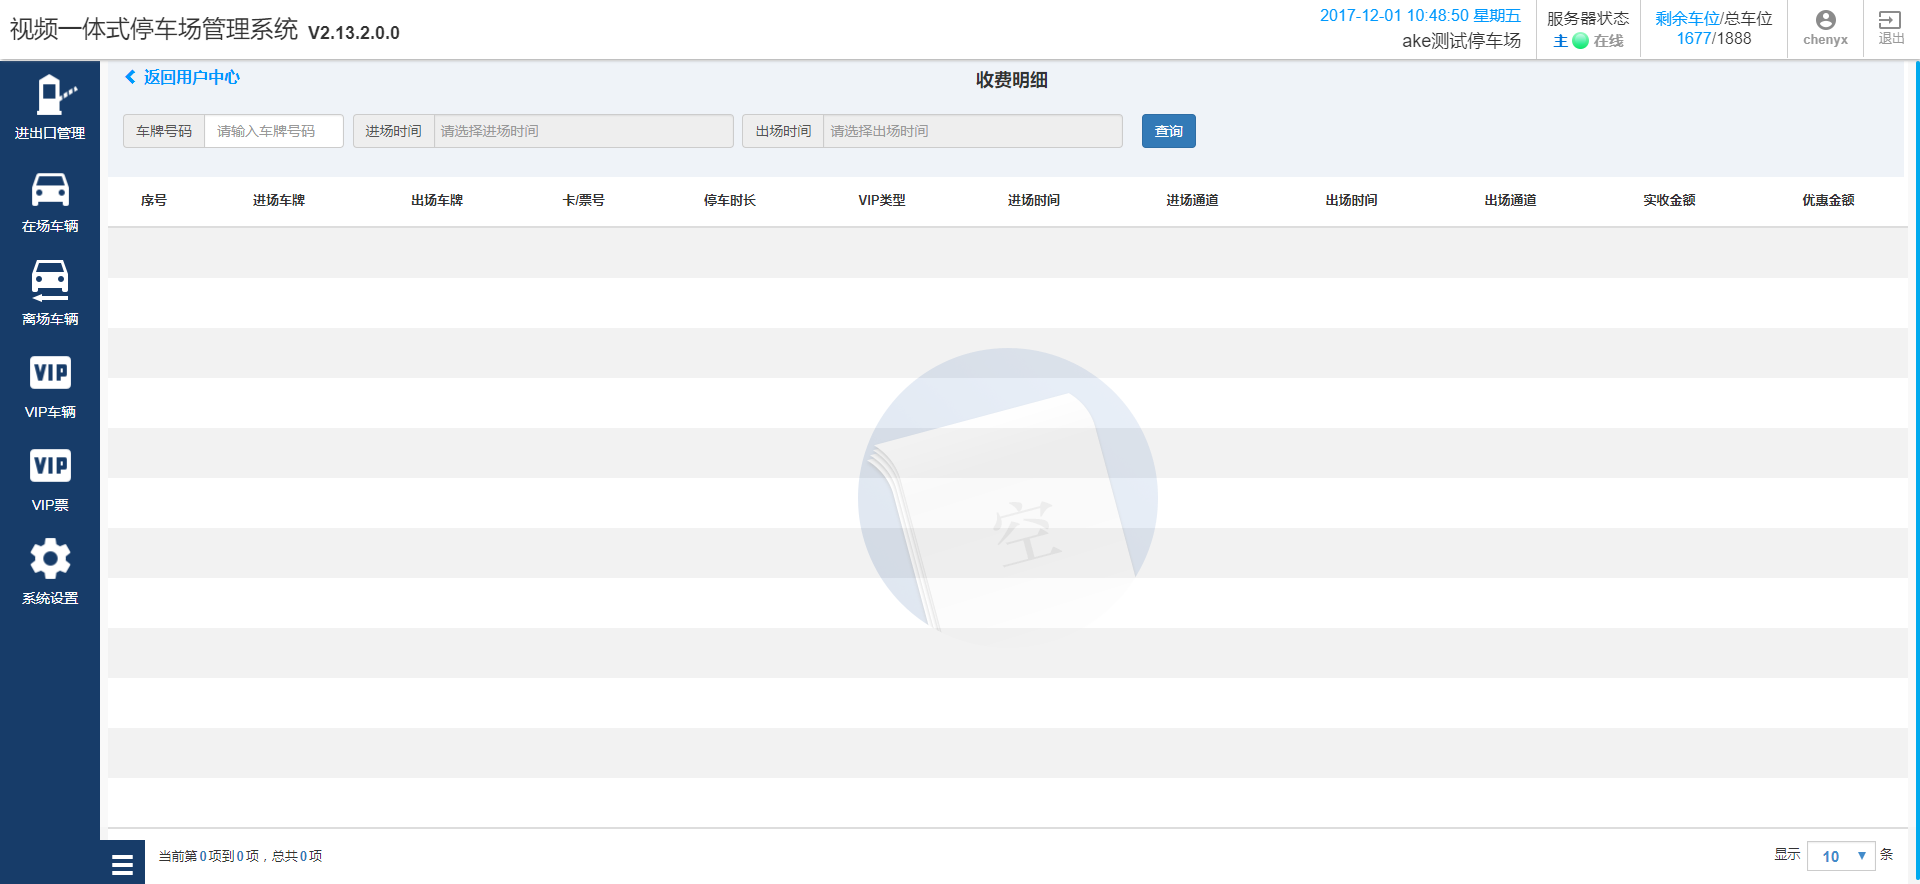 视频一体式停车场管理系统 V2.13.2.0.0
2017-12-01 10:48:50 星期五
ake测试停车场
服务器状态
主 在线
剩余车位/总车位
1677/1888
chenyx
退出
进出口管理
在场车辆
离场车辆
VIP
VIP车辆
VIP
VIP票
系统设置
返回用户中心
收费明细
车牌号码 请输入车牌号码 进场时间 请选择进场时间 出场时间 请选择出场时间 查询
序号 进场车牌 出场车牌 卡/票号 停车时长 VIP类型 进场时间 进场通道 出场时间 出场通道 实收金额 优惠金额
空
当前第0项到0项，总共0项
显示 10 条